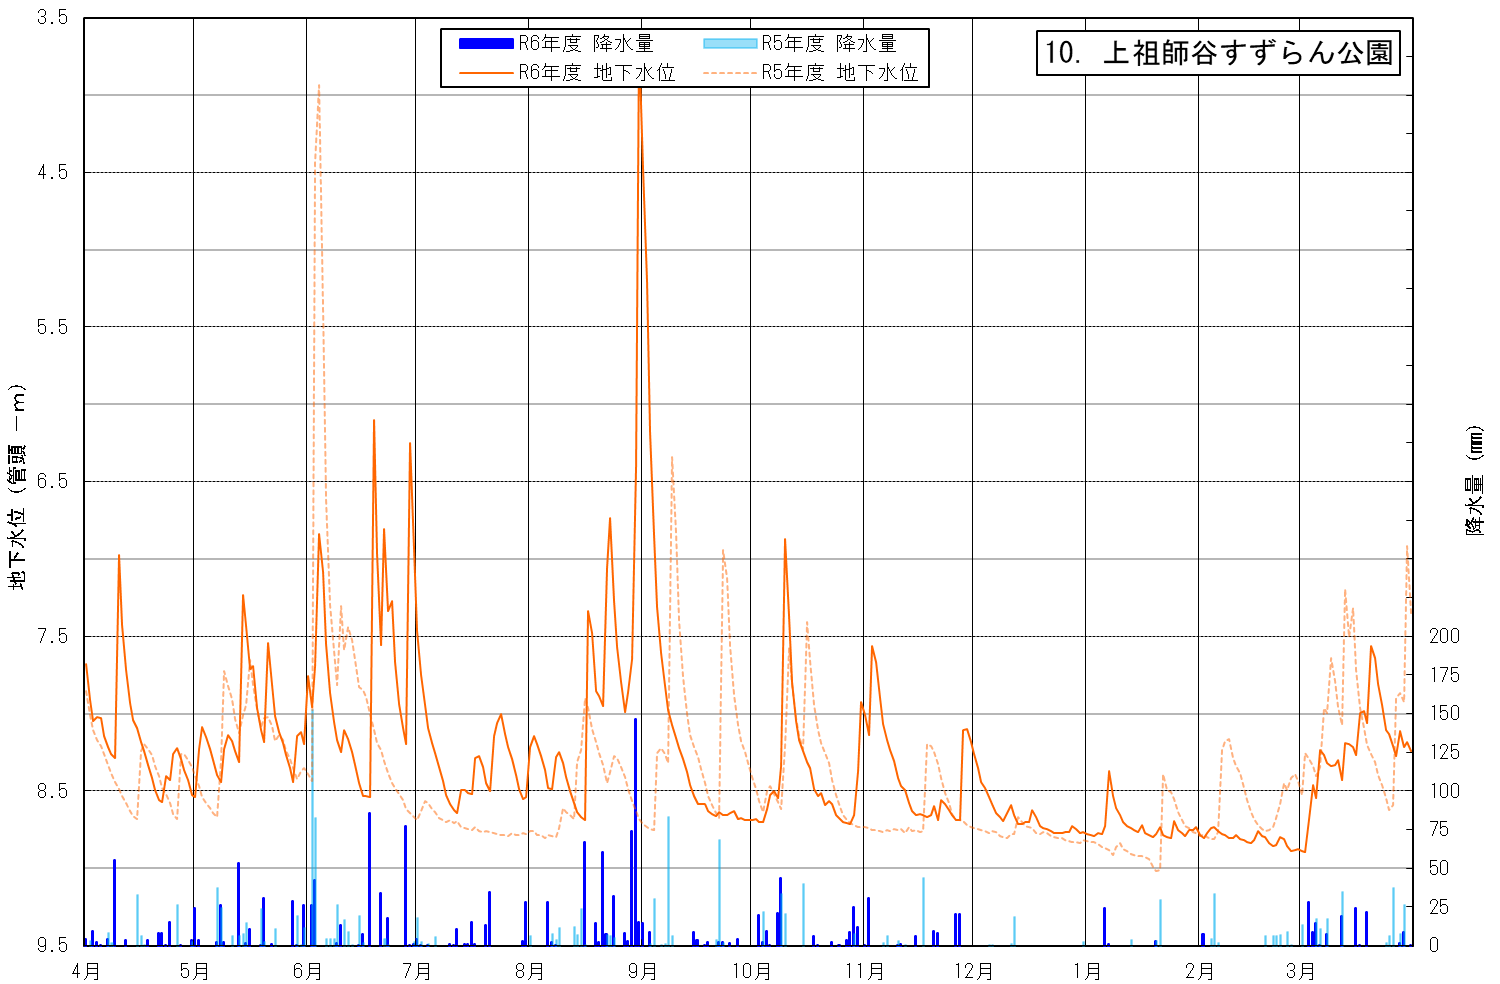 R6年度 降水量
R5年度 降水量
R6年度 地下水位
R5年度 地下水位
10. 上祖師谷すずらん公園
地下水位 (管頭 －m)
3.5
4.5
5.5
6.5
7.5
8.5
9.5
降水量 (㎜)
200
175
150
125
100
75
50
25
0
4月
5月
6月
7月
8月
9月
10月
11月
12月
1月
2月
3月